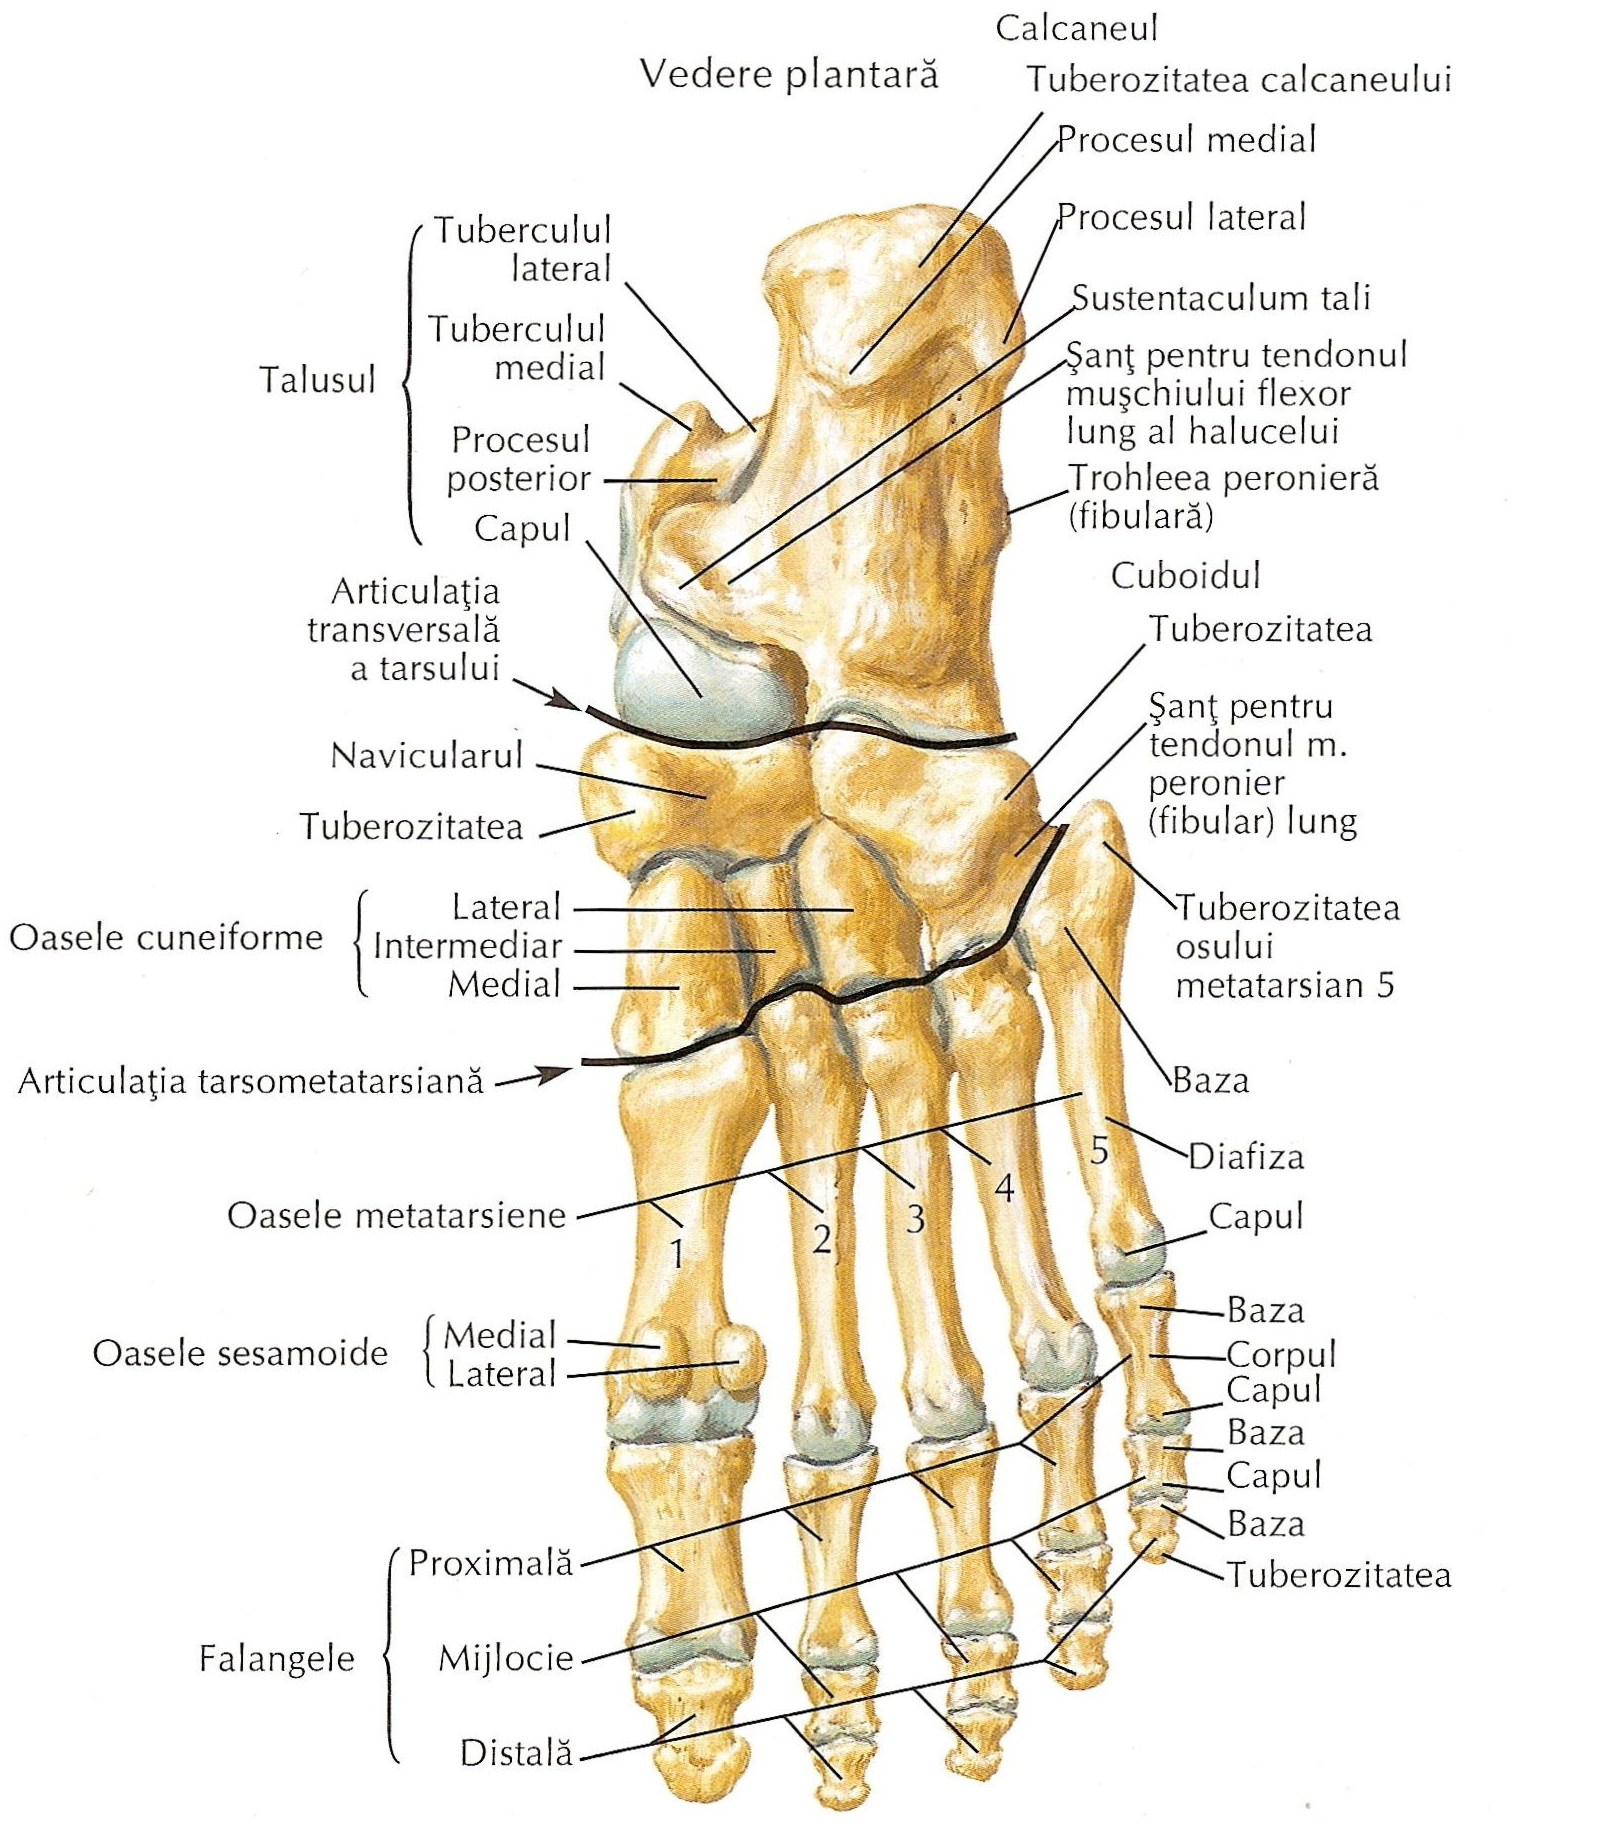 Vedere plantară
Calcaneul
Tuberozitatea calcaneului
Procesul medial
Procesul lateral
Sustentaculum tali
Şanţ pentru tendonul
muşchiului flexor
lung al halucelui
Trohleea peronieră
(fibulară)
Cuboidul
Tuberozitatea
Şanţ pentru
tendonul m.
peronier
(fibular) lung
Tuberozitatea
osului
metatarsian 5
Baza
Diafiza
Capul
Baza
Corpul
Capul
Baza
Capul
Baza
Tuberozitatea
Talusul
Tuberculul
lateral
Tuberculul
medial
Procesul
posterior
Capul
Articulaţia
transversală
a tarsului
Navicularul
Tuberozitatea
Oasele cuneiforme
Lateral
Intermediar
Medial
Articulaţia tarsometatarsiană
Oasele metatarsiene
1
2
3
4
5
Oasele sesamoide
Medial
Lateral
Falangele
Proximală
Mijlocie
Distală